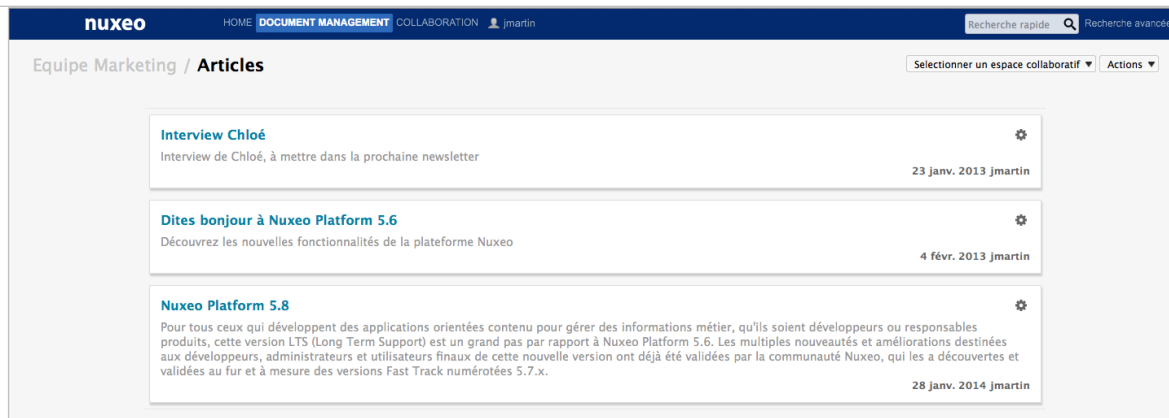 nuxeo HOME DOCUMENT MANAGEMENT COLLABORATION jmartin Recherche rapide Recherche avancée
Equipe Marketing / Articles Selectionner un espace collaboratif ▼ Actions ▼
Interview Chloé
Interview de Chloé, à mettre dans la prochaine newsletter
23 janv. 2013 jmartin
Dites bonjour à Nuxeo Platform 5.6
Découvrez les nouvelles fonctionnalités de la plateforme Nuxeo
4 févr. 2013 jmartin
Nuxeo Platform 5.8
Pour tous ceux qui développent des applications orientées contenu pour gérer des informations métier, qu'ils soient développeurs ou responsables
produits, cette version LTS (Long Term Support) est un grand pas par rapport à Nuxeo Platform 5.6. Les multiples nouveautés et améliorations destinées
aux développeurs, administrateurs et utilisateurs finaux de cette nouvelle version ont déjà été validées par la communauté Nuxeo, qui les a découvertes et
validées au fur et à mesure des versions Fast Track numérotées 5.7.x.
28 janv. 2014 jmartin